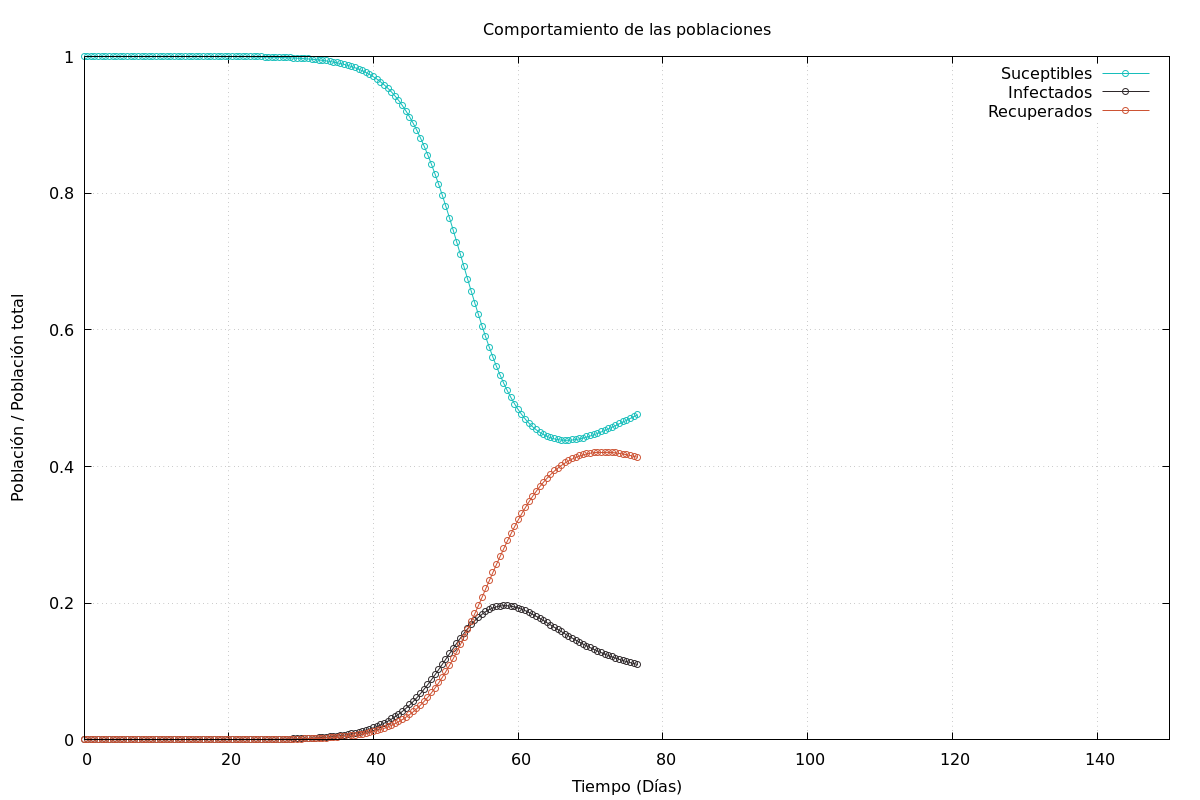 Comportamiento de las poblaciones
Suceptibles
Infectados
Recuperados
1
0.8
0.6
0.4
0.2
0
0 20 40 60 80 100 120 140
Tiempo (Días)
Población / Población total